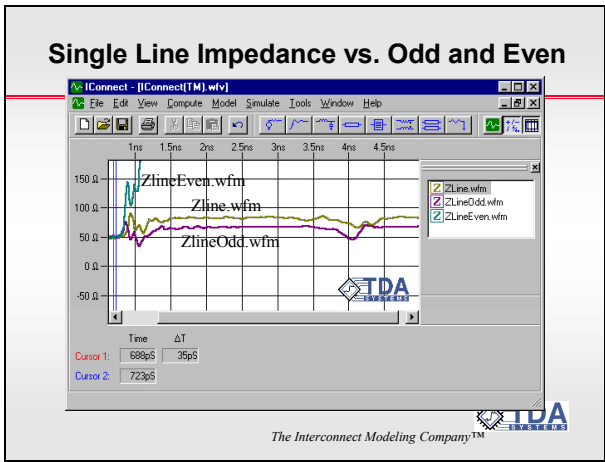 Single Line Impedance vs. Odd and Even
IConnect - [IConnect(TM).wfv]
File Edit View Compute Model Simulate Tools Window Help
1ns 1.5ns 2ns 2.5ns 3ns 3.5ns 4ns 4.5ns
150 Ω
100 Ω
50 Ω
0 Ω
-50 Ω
ZlineEven.wfm
Zline.wfm
ZlineOdd.wfm
TDA
SYSTEMS
Z ZLine.wfm
Z ZLineOdd.wfm
Z ZLineEven.wfm
Time ΔT
Cursor 1: 688pS 35pS
Cursor 2: 723pS
TDA
SYSTEMS
The Interconnect Modeling Company™